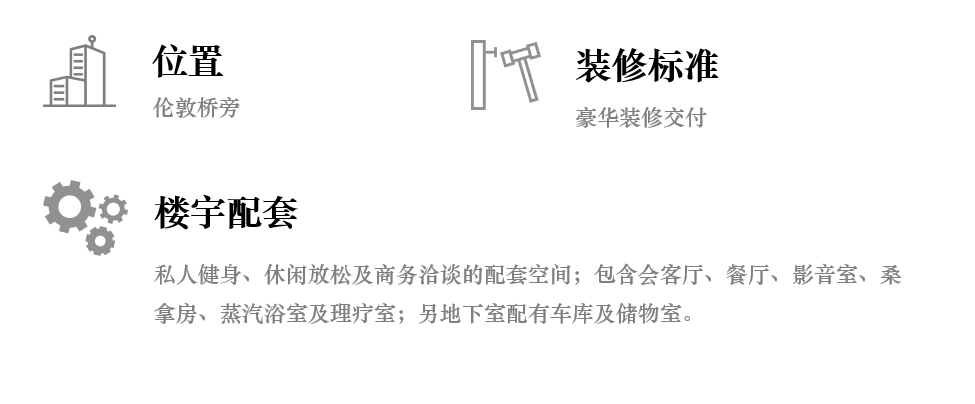 位置
伦敦桥旁
装修标准
豪华装修交付
楼宇配套
私人健身、休闲放松及商务洽谈的配套空间；包含会客厅、餐厅、影音室、桑
拿房、蒸汽浴室及理疗室；另地下室配有车库及储物室。